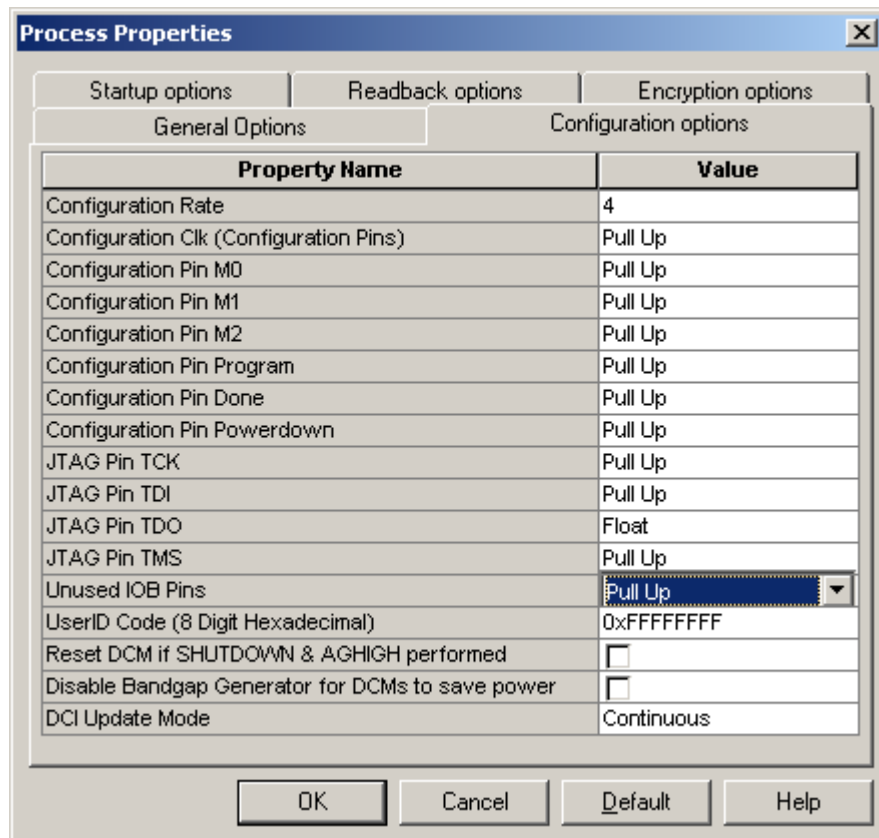 Process Properties
Startup options Readback options Encryption options
General Options Configuration options
Property Name Value
Configuration Rate 4
Configuration Clk (Configuration Pins) Pull Up
Configuration Pin M0 Pull Up
Configuration Pin M1 Pull Up
Configuration Pin M2 Pull Up
Configuration Pin Program Pull Up
Configuration Pin Done Pull Up
Configuration Pin Powerdown Pull Up
JTAG Pin TCK Pull Up
JTAG Pin TDI Pull Up
JTAG Pin TDO Float
JTAG Pin TMS Pull Up
Unused IOB Pins Pull Up
UserID Code (8 Digit Hexadecimal) 0xFFFFFFFF
Reset DCM if SHUTDOWN & AGHIGH performed
Disable Bandgap Generator for DCMs to save power
DCI Update Mode Continuous
OK Cancel Default Help